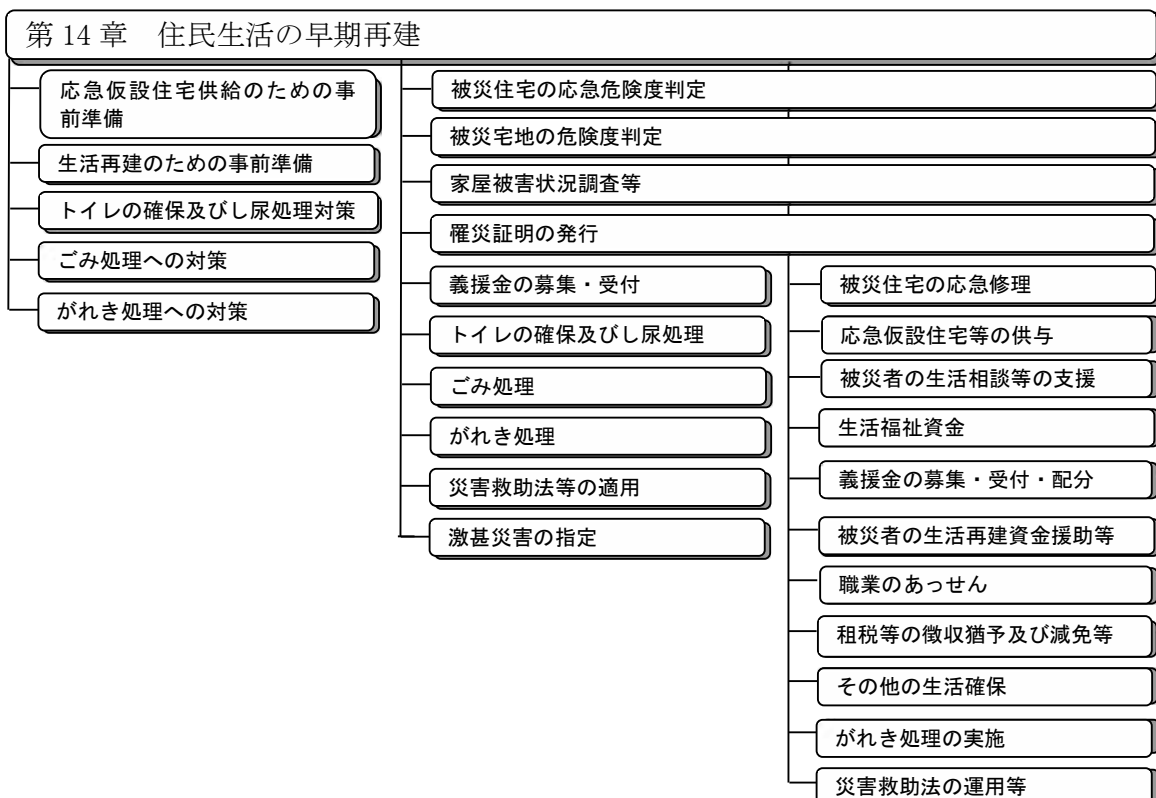 第 14 章　住民生活の早期再建
応急仮設住宅供給のための事
前準備
生活再建のための事前準備
トイレの確保及びし尿処理対策
ごみ処理への対策
がれき処理への対策
被災住宅の応急危険度判定
被災宅地の危険度判定
家屋被害状況調査等
罹災証明の発行
義援金の募集・受付
トイレの確保及びし尿処理
ごみ処理
がれき処理
災害救助法等の適用
激甚災害の指定
被災住宅の応急修理
応急仮設住宅等の供与
被災者の生活相談等の支援
生活福祉資金
義援金の募集・受付・配分
被災者の生活再建資金援助等
職業のあっせん
租税等の徴収猶予及び減免等
その他の生活確保
がれき処理の実施
災害救助法の運用等